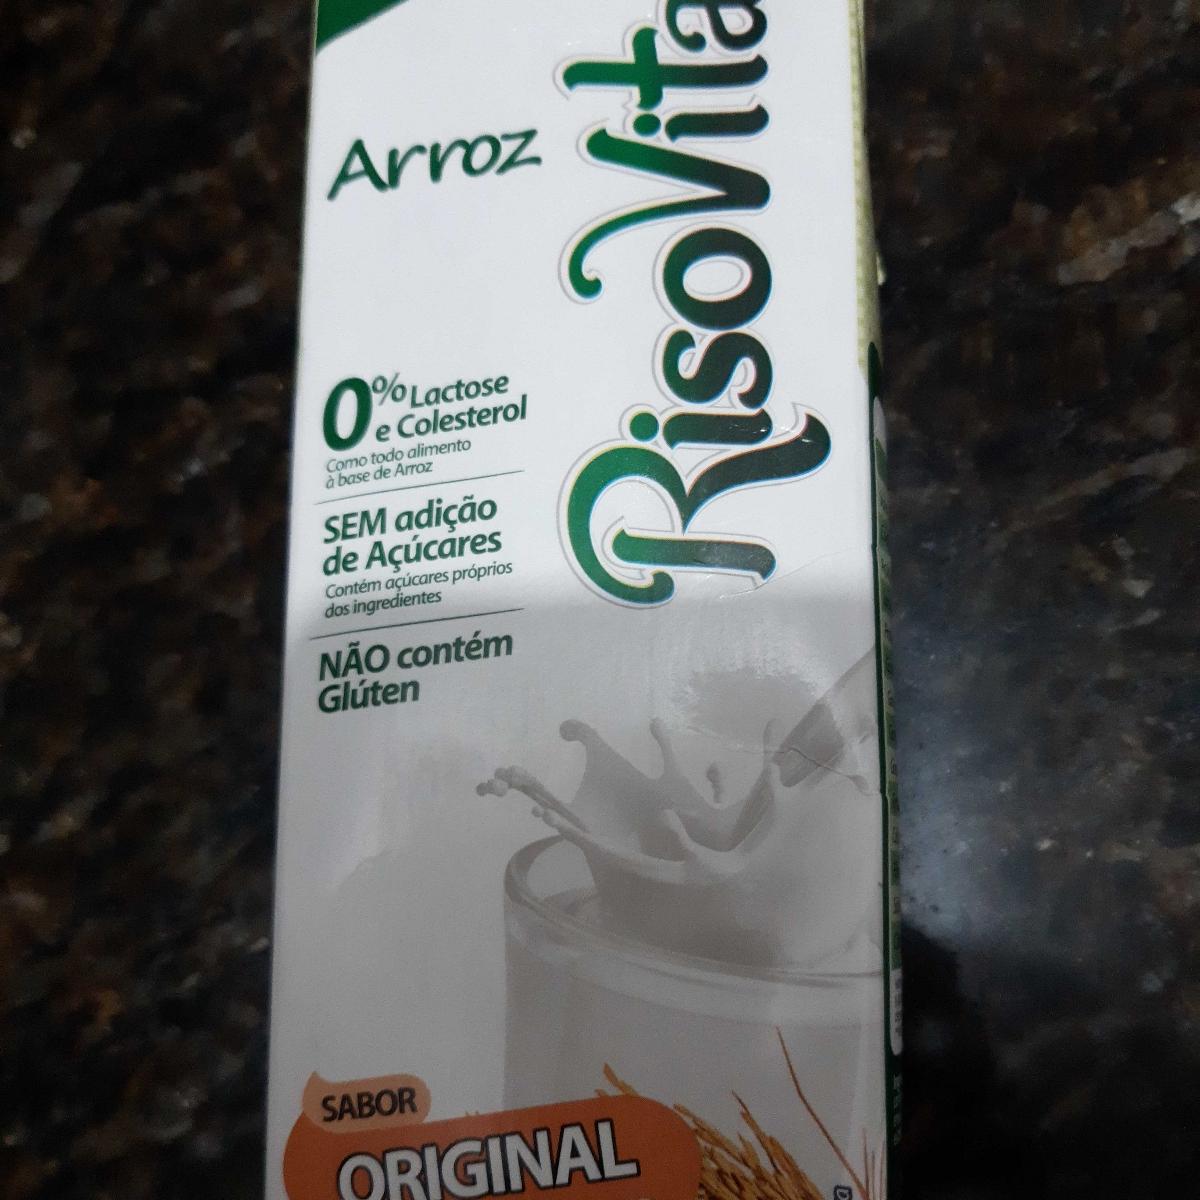 Arroz
RisoVita
0% Lactose
e Colesterol
Como todo alimento
à base de Arroz
SEM adição
de Açúcares
Contém açúcares próprios
dos ingredientes
NÃO contém
Glúten
SABOR
ORIGINAL